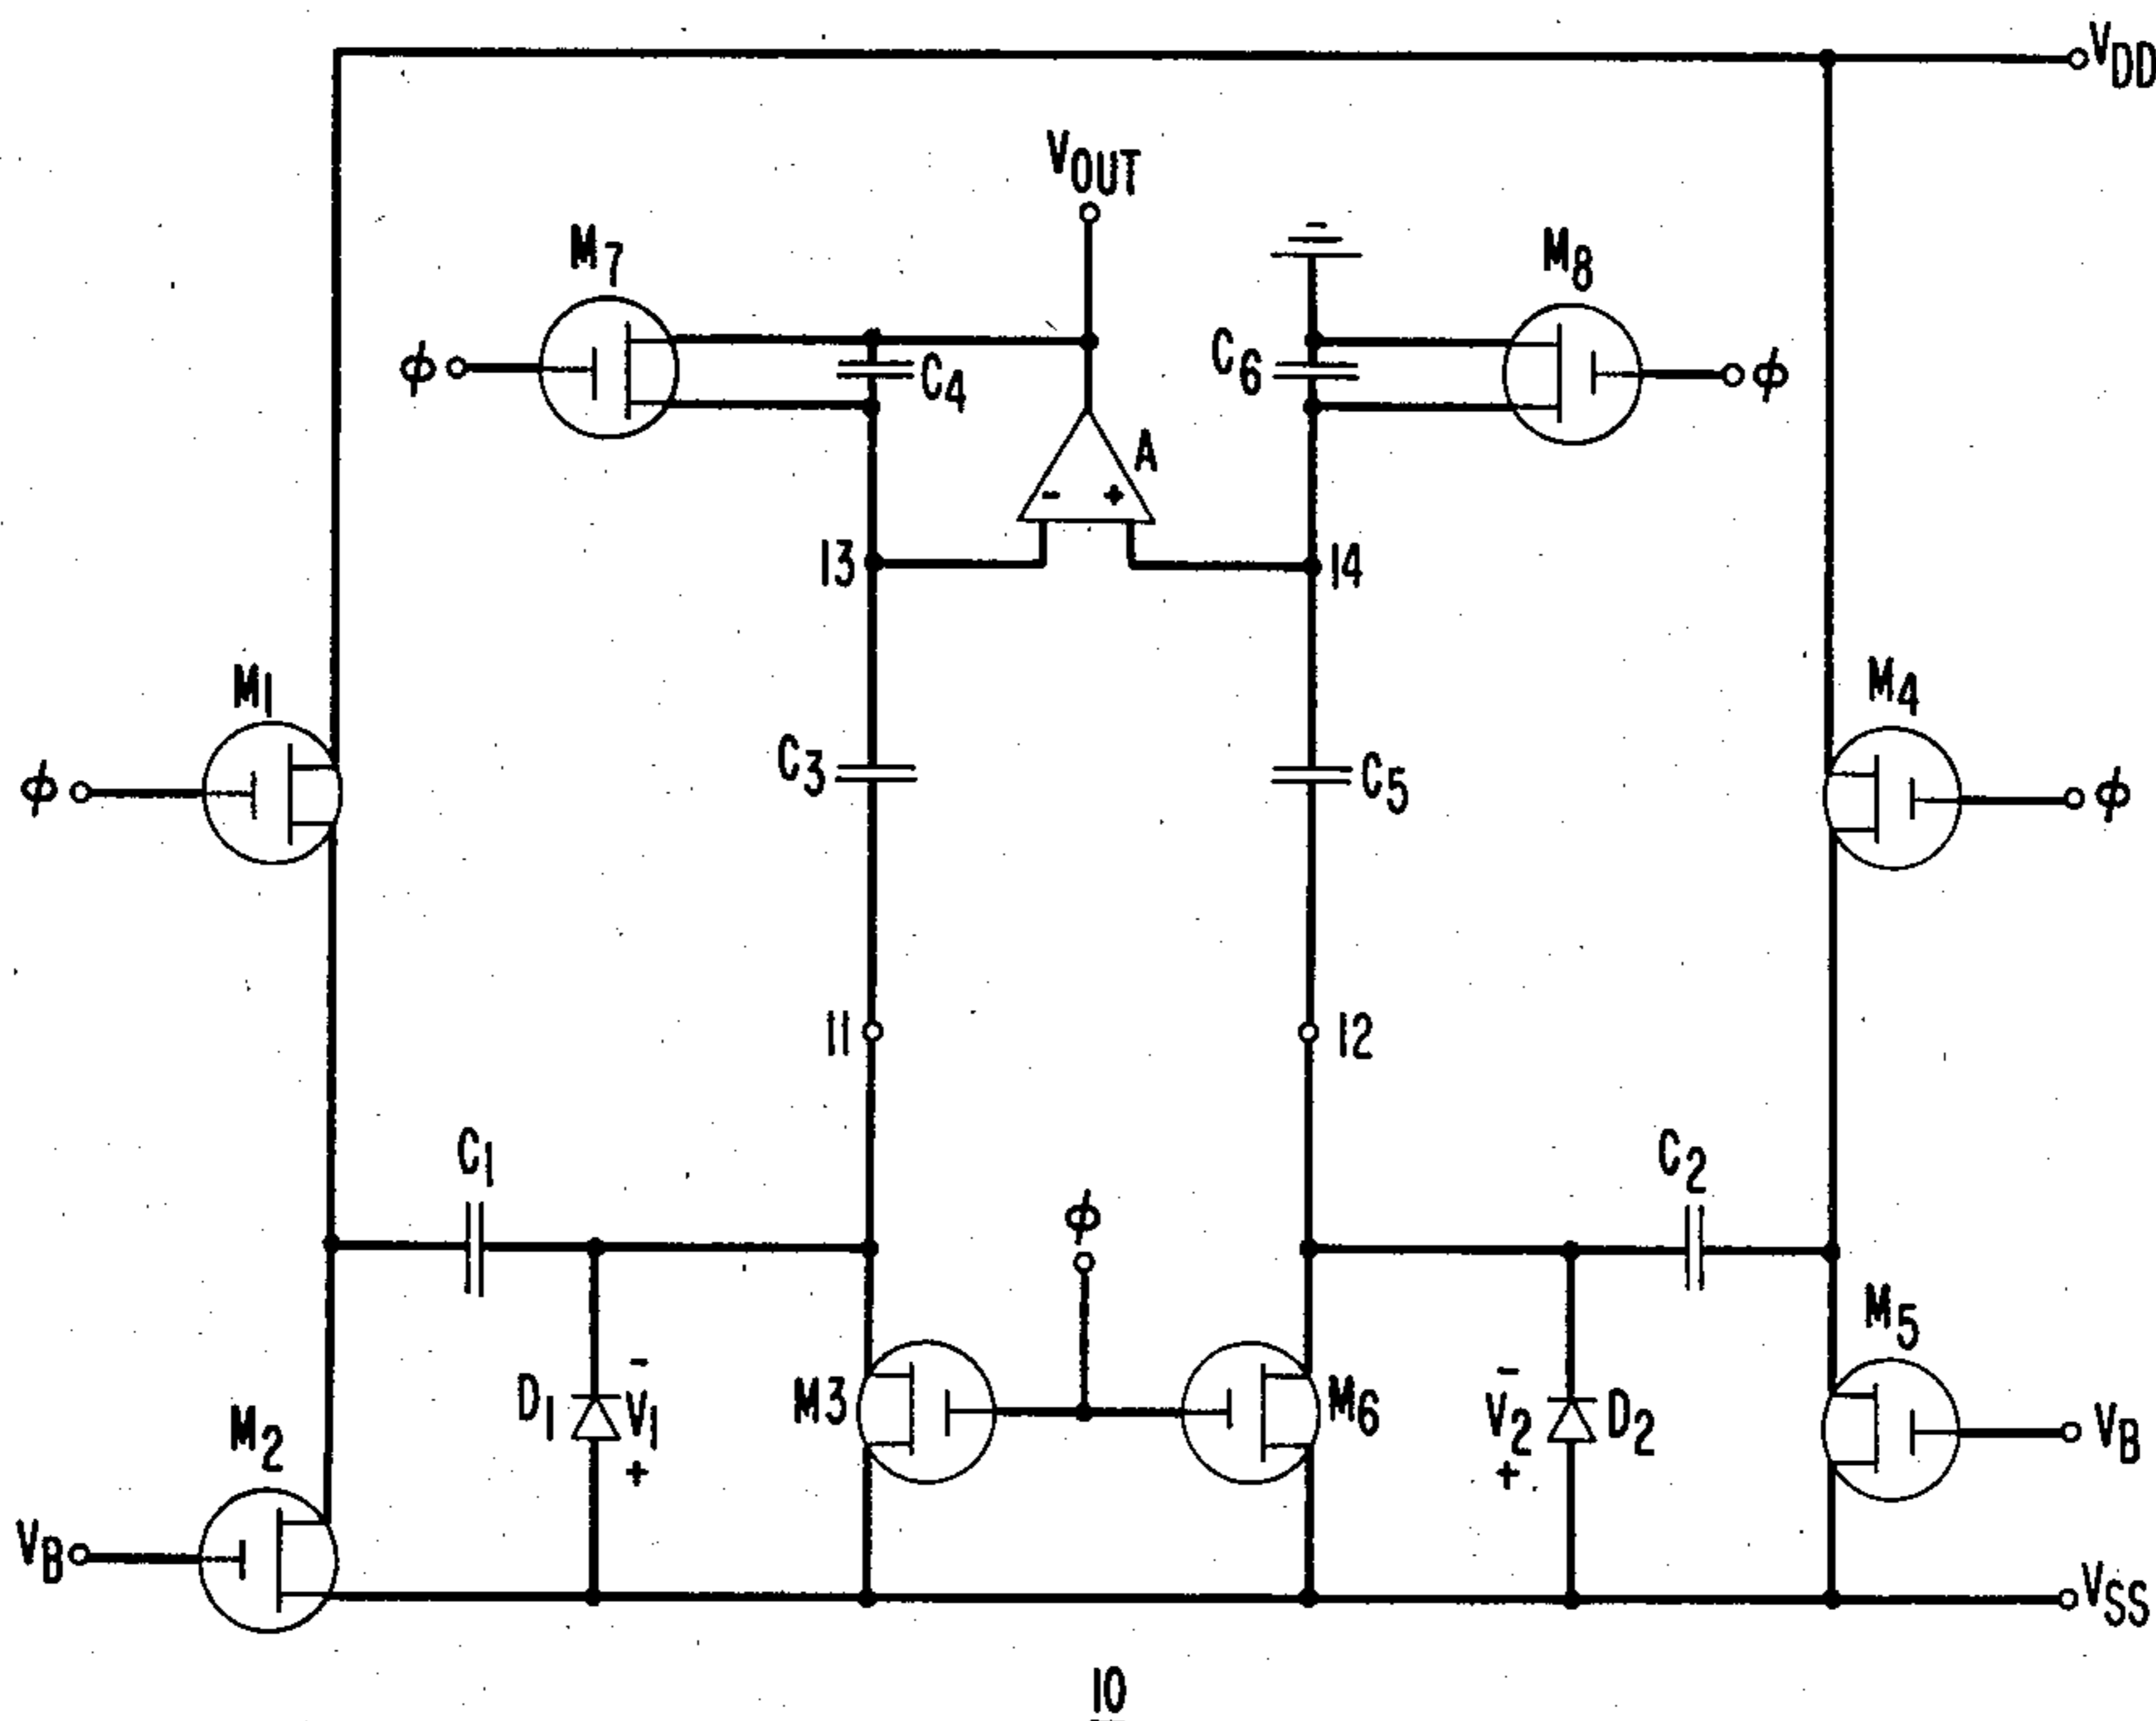 VDD
VOUT
M7
M8
ϕ
C4
C6
ϕ
A
- +
13
14
M1
M4
C3
C5
ϕ
ϕ
11
12
C1
C2
ϕ
M5
D1
-
V1
+
M3
M6
-
V2
+
D2
M2
VB
VB
VSS
10